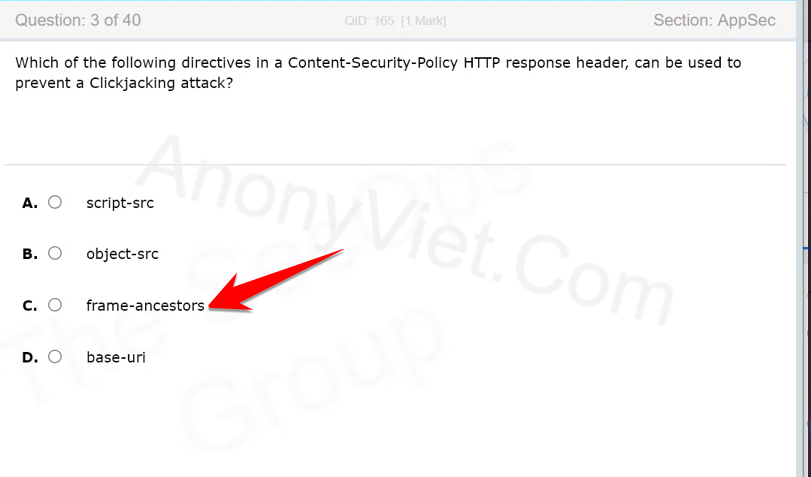 Question: 3 of 40 QID: 165 [1 Mark] Section: AppSec
Which of the following directives in a Content-Security-Policy HTTP response header, can be used to
prevent a Clickjacking attack?
A. script-src
B. object-src
C. frame-ancestors
D. base-uri
AnonyViet.Com
The SecOps
Group